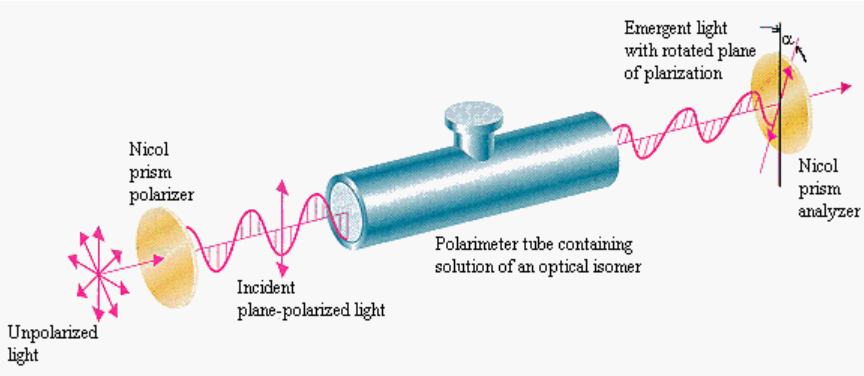 Emergent light
with rotated plane
of plarization
α
Nicol
prism
polarizer
Nicol
prism
analyzer
Polarimeter tube containing
solution of an optical isomer
Incident
plane-polarized light
Unpolarized
light